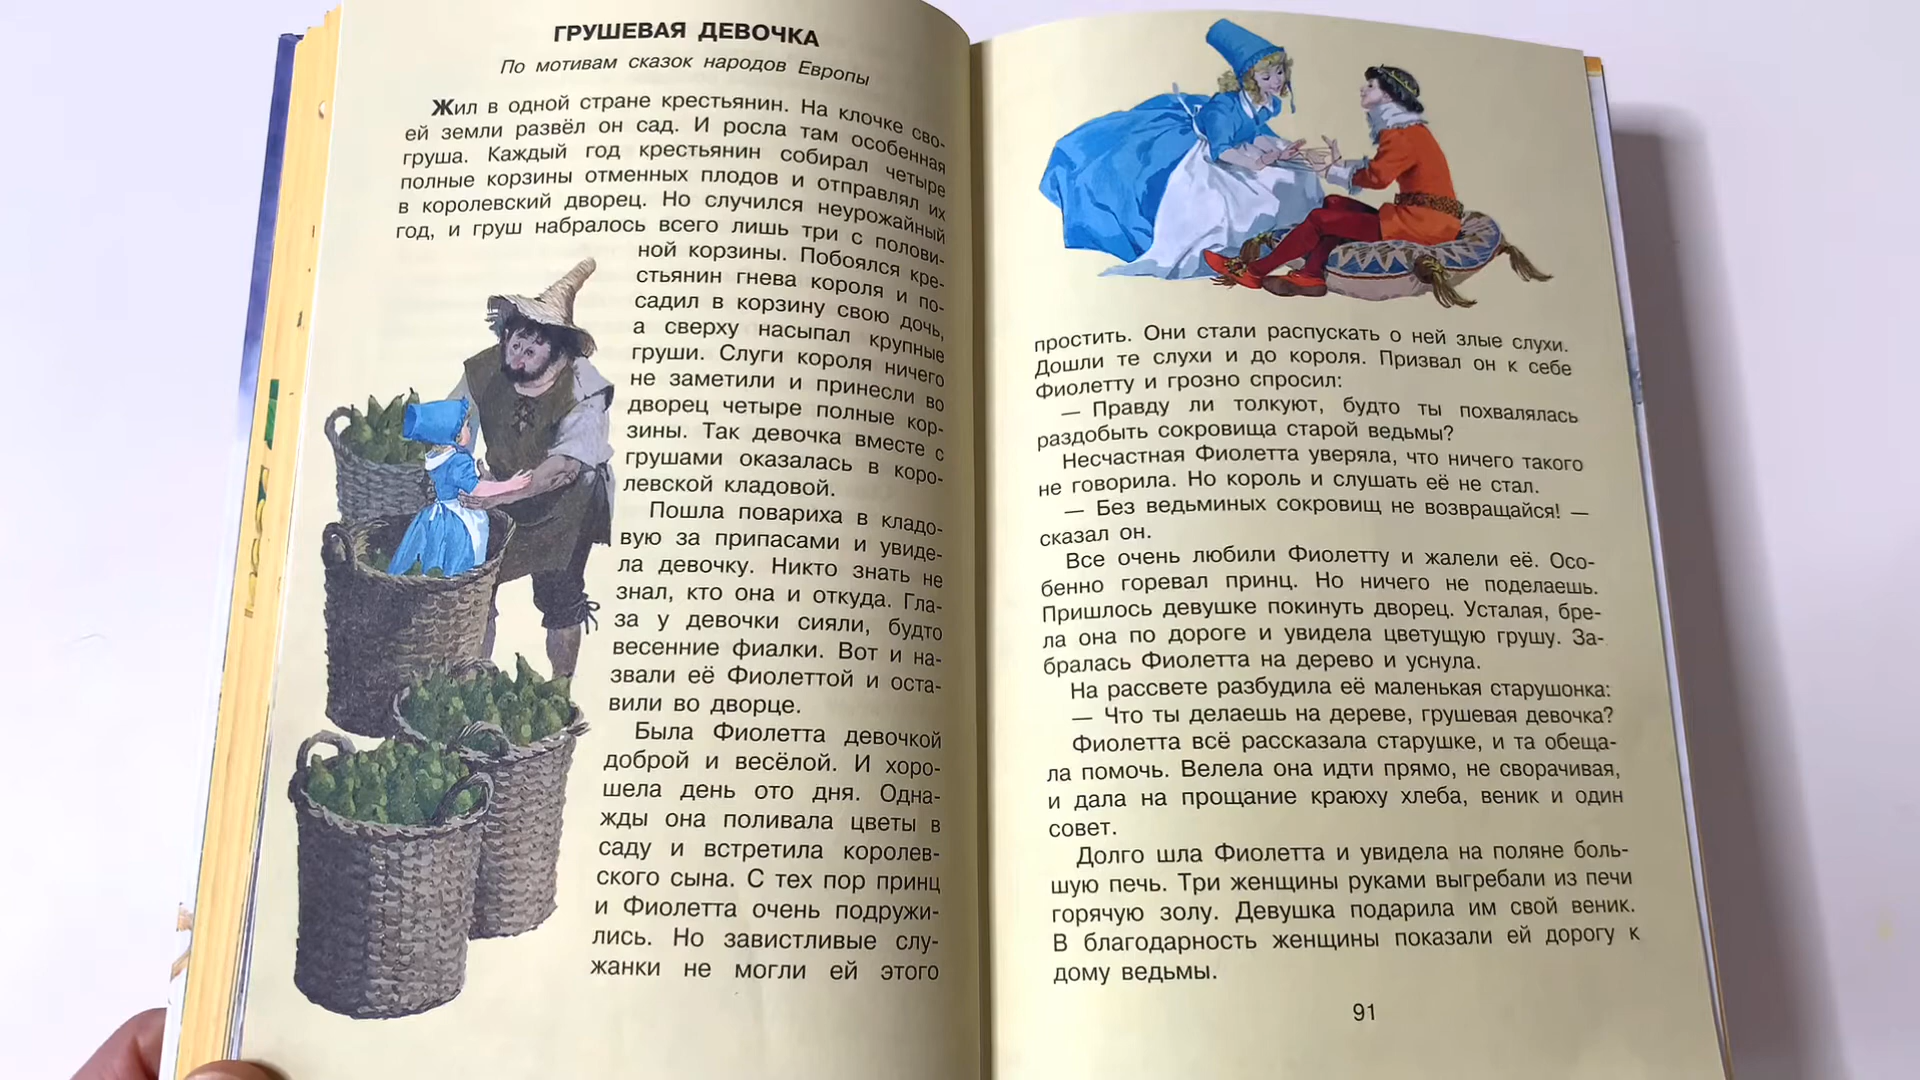 ГРУШЕВАЯ ДЕВОЧКА
По мотивам сказок народов Европы
Жил в одной стране крестьянин. На клочке сво-
ей земли развёл он сад. И росла там особенная
груша. Каждый год крестьянин собирал четыре
полные корзины отменных плодов и отправлял их
в королевский дворец. Но случился неурожайный
год, и груш набралось всего лишь три с полови-
ной корзины. Побоялся кре-
стьянин гнева короля и по-
садил в корзину свою дочь,
а сверху насыпал крупные
груши. Слуги короля ничего
не заметили и принесли во
дворец четыре полные кор-
зины. Так девочка вместе с
грушами оказалась в коро-
левской кладовой.
Пошла повариха в кладо-
вую за припасами и увиде-
ла девочку. Никто знать не
знал, кто она и откуда. Гла-
за у девочки сияли, будто
весенние фиалки. Вот и на-
звали её Фиолеттой и оста-
вили во дворце.
Была Фиолетта девочкой
доброй и весёлой. И хоро-
шела день ото дня. Одна-
жды она поливала цветы в
саду и встретила королев-
ского сына. С тех пор принц
и Фиолетта очень подружи-
лись. Но завистливые слу-
жанки не могли ей этого
простить. Они стали распускать о ней злые слухи.
Дошли те слухи и до короля. Призвал он к себе
Фиолетту и грозно спросил:
— Правду ли толкуют, будто ты похвалялась
раздобыть сокровища старой ведьмы?
Несчастная Фиолетта уверяла, что ничего такого
не говорила. Но король и слушать её не стал.
— Без ведьминых сокровищ не возвращайся! —
сказал он.
Все очень любили Фиолетту и жалели её. Осо-
бенно горевал принц. Но ничего не поделаешь.
Пришлось девушке покинуть дворец. Усталая, бре-
ла она по дороге и увидела цветущую грушу. За-
бралась Фиолетта на дерево и уснула.
На рассвете разбудила её маленькая старушонка:
— Что ты делаешь на дереве, грушевая девочка?
Фиолетта всё рассказала старушке, и та обеща-
ла помочь. Велела она идти прямо, не сворачивая,
и дала на прощание краюху хлеба, веник и один
совет.
Долго шла Фиолетта и увидела на поляне боль-
шую печь. Три женщины руками выгребали из печи
горячую золу. Девушка подарила им свой веник.
В благодарность женщины показали ей дорогу к
дому ведьмы.
91